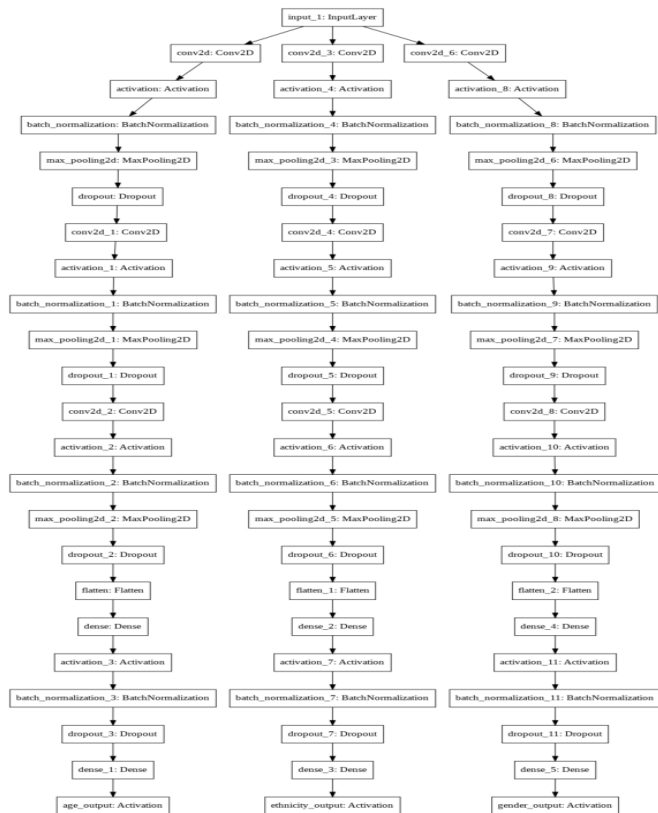 input_1: InputLayer
conv2d: Conv2D conv2d_3: Conv2D conv2d_6: Conv2D
activation: Activation activation_4: Activation activation_8: Activation
batch_normalization: BatchNormalization batch_normalization_4: BatchNormalization batch_normalization_8: BatchNormalization
max_pooling2d: MaxPooling2D max_pooling2d_3: MaxPooling2D max_pooling2d_6: MaxPooling2D
dropout: Dropout dropout_4: Dropout dropout_8: Dropout
conv2d_1: Conv2D conv2d_4: Conv2D conv2d_7: Conv2D
activation_1: Activation activation_5: Activation activation_9: Activation
batch_normalization_1: BatchNormalization batch_normalization_5: BatchNormalization batch_normalization_9: BatchNormalization
max_pooling2d_1: MaxPooling2D max_pooling2d_4: MaxPooling2D max_pooling2d_7: MaxPooling2D
dropout_1: Dropout dropout_5: Dropout dropout_9: Dropout
conv2d_2: Conv2D conv2d_5: Conv2D conv2d_8: Conv2D
activation_2: Activation activation_6: Activation activation_10: Activation
batch_normalization_2: BatchNormalization batch_normalization_6: BatchNormalization batch_normalization_10: BatchNormalization
max_pooling2d_2: MaxPooling2D max_pooling2d_5: MaxPooling2D max_pooling2d_8: MaxPooling2D
dropout_2: Dropout dropout_6: Dropout dropout_10: Dropout
flatten: Flatten flatten_1: Flatten flatten_2: Flatten
dense: Dense dense_2: Dense dense_4: Dense
activation_3: Activation activation_7: Activation activation_11: Activation
batch_normalization_3: BatchNormalization batch_normalization_7: BatchNormalization batch_normalization_11: BatchNormalization
dropout_3: Dropout dropout_7: Dropout dropout_11: Dropout
dense_1: Dense dense_3: Dense dense_5: Dense
age_output: Activation ethnicity_output: Activation gender_output: Activation